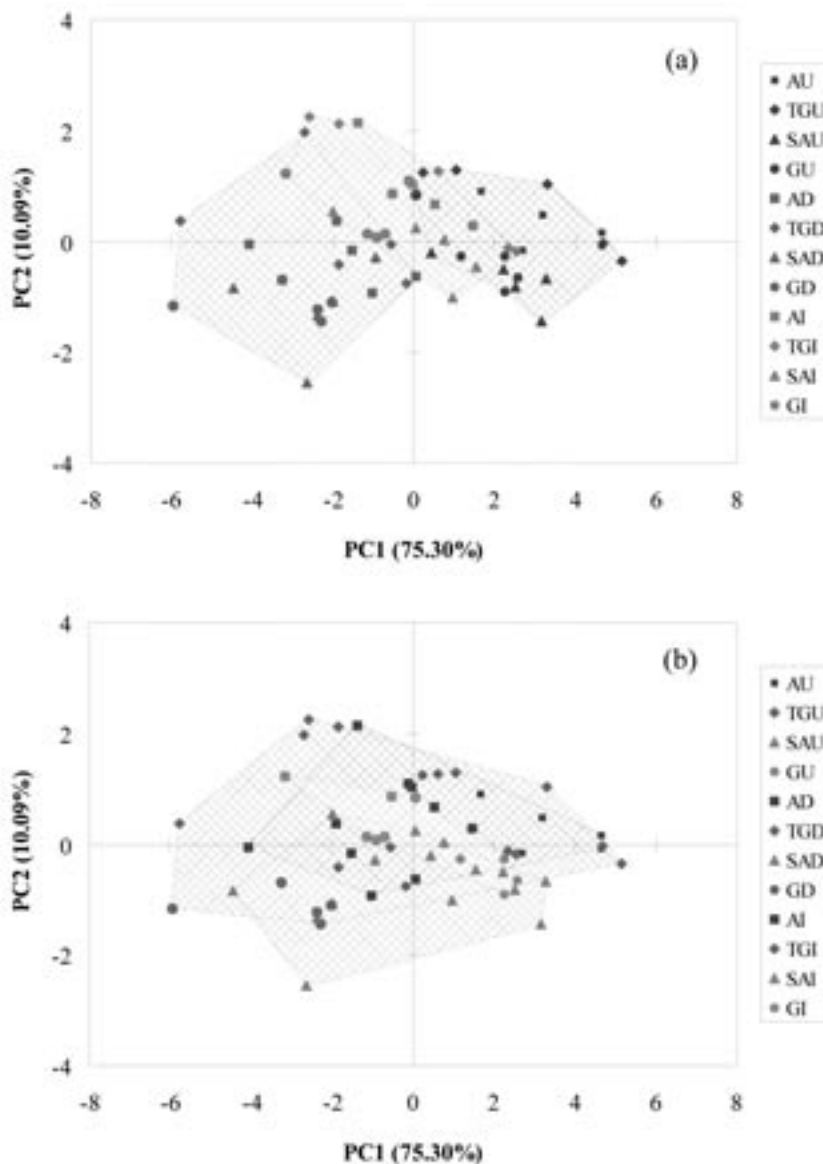 4
(a)
2
0
-2
-4
PC2 (10.09%)
-8 -6 -4 -2 0 2 4 6 8
PC1 (75.30%)
AU
TGU
SAU
GU
AD
TGD
SAD
GD
AI
TGI
SAI
GI
4
(b)
2
0
-2
-4
PC2 (10.09%)
-8 -6 -4 -2 0 2 4 6 8
PC1 (75.30%)
AU
TGU
SAU
GU
AD
TGD
SAD
GD
AI
TGI
SAI
GI